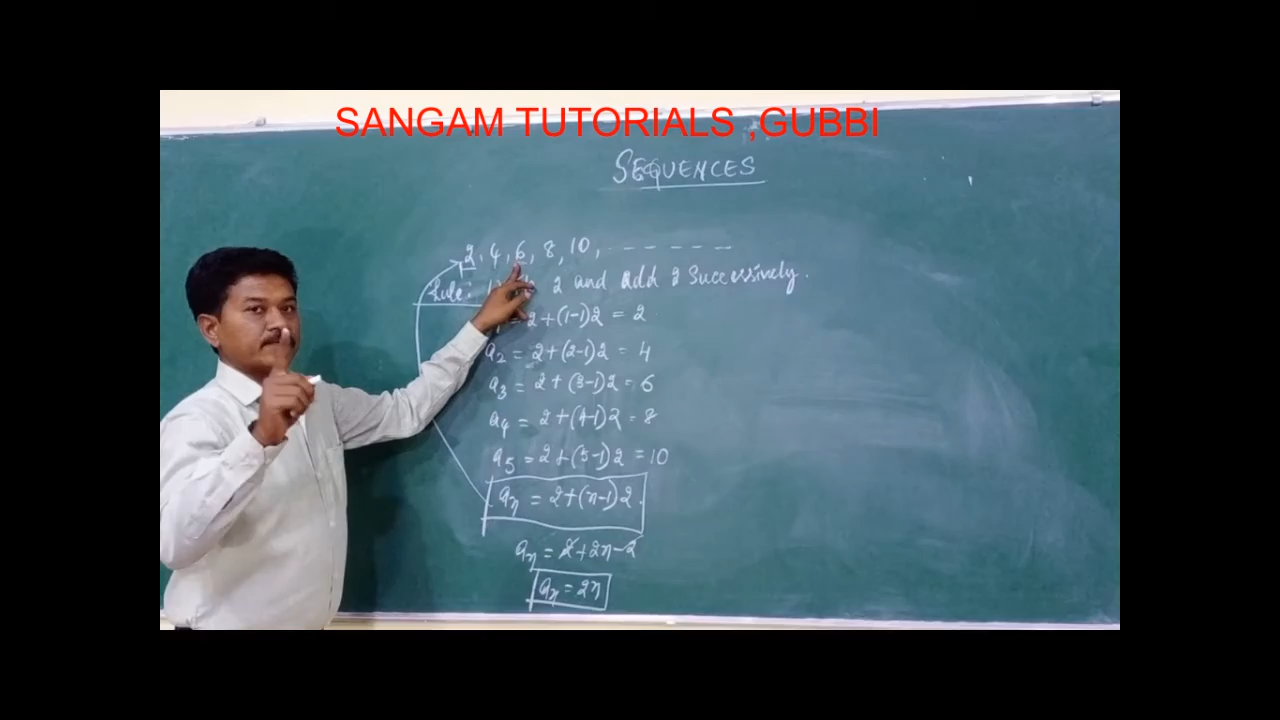 SANGAM TUTORIALS ,GUBBI
SEQUENCES
2, 4, 6, 8, 10, - - - - - -
Rule: 2 and add 2 Successively.
= 2+(1-1)2 = 2
a₂ = 2+(2-1)2 = 4
a₃ = 2+(3-1)2 = 6
a₄ = 2+(4-1)2 = 8
a₅ = 2+(5-1)2 = 10
aₙ = 2+(n-1)2.
aₙ = 2+2n-2
aₙ = 2n